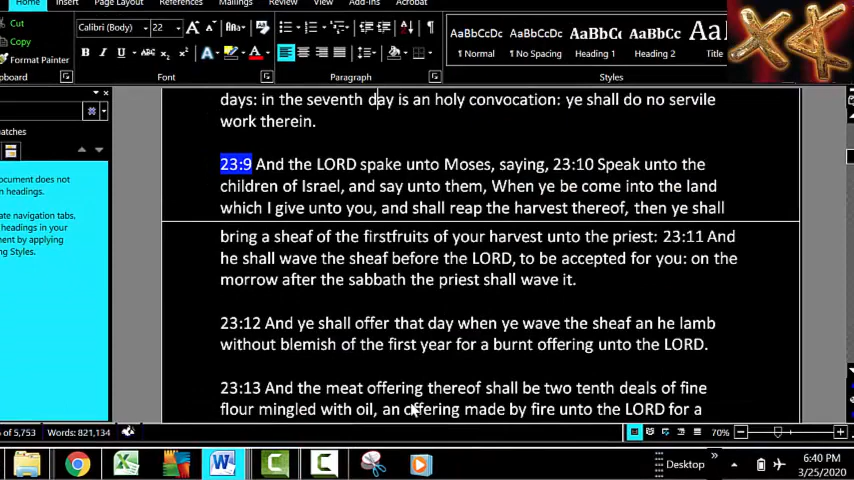 Home Insert Design Layout References Mailings Review View Add-ins Help Acrobat
Cut
Copy
Format Painter
Calibri (Body) 22
AaBbCcDc AaBbCcDc AaBbC AaBbCc AaBbC
¶ Normal ¶ No Spacing Heading 1 Heading 2 Title
Font Paragraph Styles
X4
days: in the seventh day is an holy convocation: ye shall do no servile
work therein.
23:9 And the LORD spake unto Moses, saying, 23:10 Speak unto the
children of Israel, and say unto them, When ye be come into the land
which I give unto you, and shall reap the harvest thereof, then ye shall
bring a sheaf of the firstfruits of your harvest unto the priest: 23:11 And
he shall wave the sheaf before the LORD, to be accepted for you: on the
morrow after the sabbath the priest shall wave it.
23:12 And ye shall offer that day when ye wave the sheaf an he lamb
without blemish of the first year for a burnt offering unto the LORD.
23:13 And the meat offering thereof shall be two tenth deals of fine
flour mingled with oil, an offering made by fire unto the LORD for a
ocument does not
n headings.
ate navigation tabs,
headings in your
ment by applying
ng Styles.
of 5,753 Words: 821,134
70%
Desktop
6:40 PM
3/25/2020